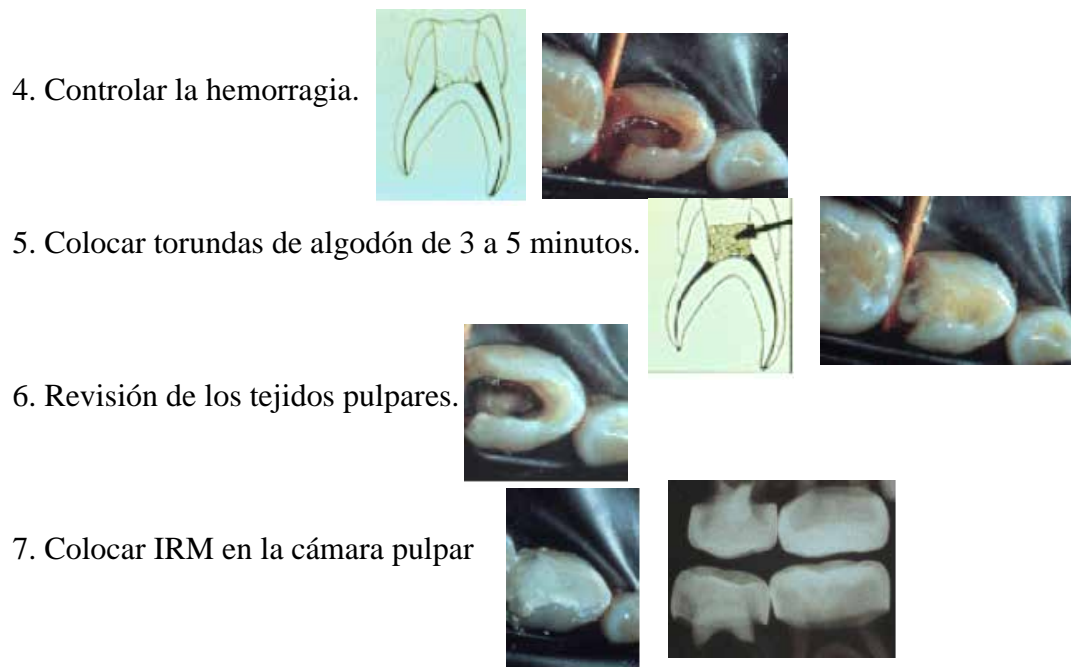 4. Controlar la hemorragia.
5. Colocar torundas de algodón de 3 a 5 minutos.
6. Revisión de los tejidos pulpares.
7. Colocar IRM en la cámara pulpar